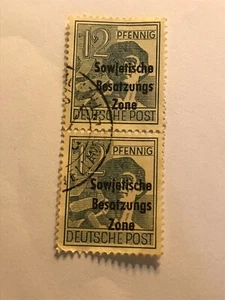 12 PFENNIG
Sowjetische
Besatzungs
Zone
DEUTSCHE POST
12 PFENNIG
Sowjetische
Besatzungs
Zone
DEUTSCHE POST